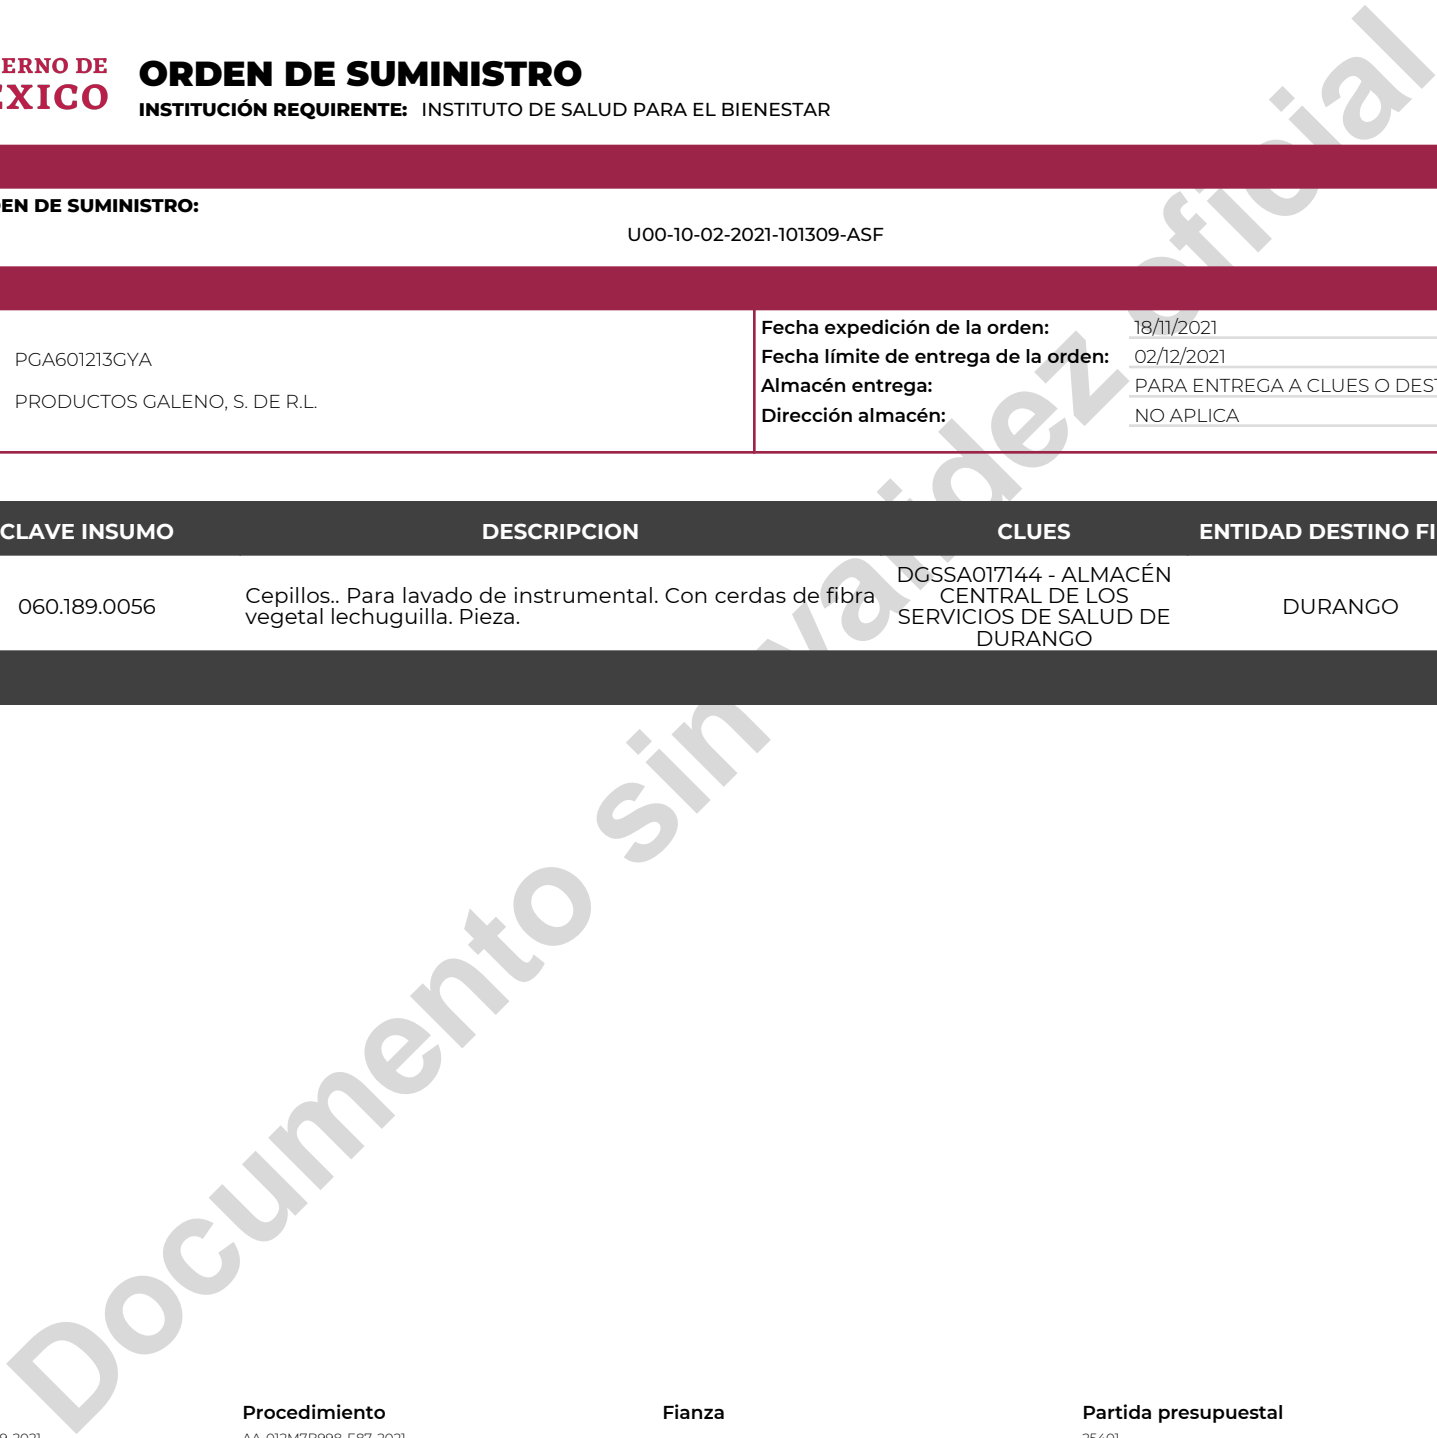 ERNO DE
EXICO
ORDEN DE SUMINISTRO
INSTITUCIÓN REQUIRENTE: INSTITUTO DE SALUD PARA EL BIENESTAR
EN DE SUMINISTRO:
U00-10-02-2021-101309-ASF
PGA601213GYA
PRODUCTOS GALENO, S. DE R.L.
Fecha expedición de la orden: 18/11/2021
Fecha límite de entrega de la orden: 02/12/2021
Almacén entrega: PARA ENTREGA A CLUES O DEST
Dirección almacén: NO APLICA
CLAVE INSUMO DESCRIPCION CLUES ENTIDAD DESTINO FI
060.189.0056
Cepillos.. Para lavado de instrumental. Con cerdas de fibra
vegetal lechuguilla. Pieza.
DGSSA017144 - ALMACÉN
CENTRAL DE LOS
SERVICIOS DE SALUD DE
DURANGO
DURANGO
Documento sin validez oficial
Procedimiento Fianza Partida presupuestal